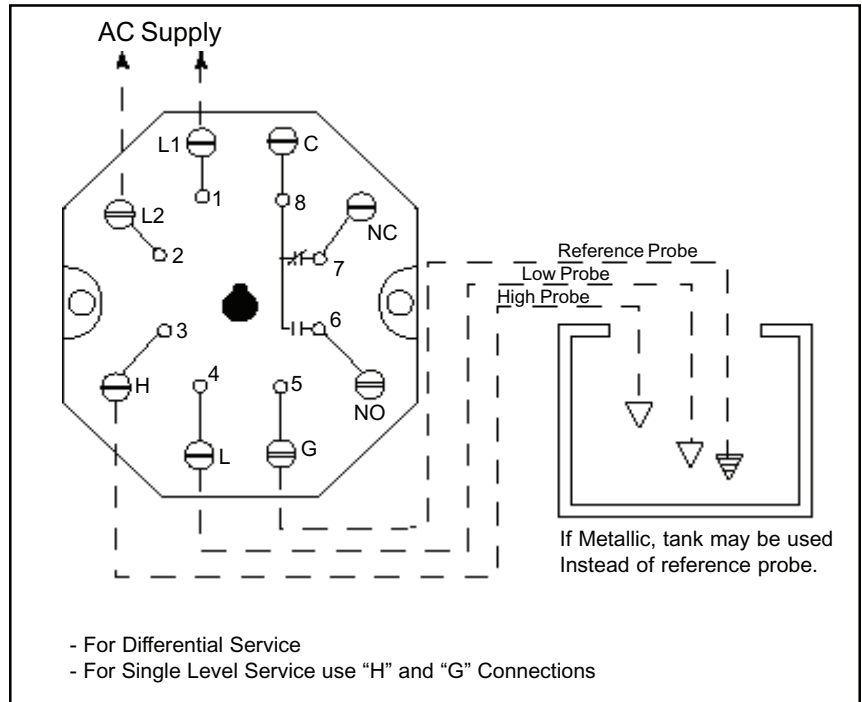 AC Supply
L1
C
1
8
L2
NC
2
7
Reference Probe
Low Probe
High Probe
3
6
H
4
5
NO
L
G
If Metallic, tank may be used
Instead of reference probe.
- For Differential Service
- For Single Level Service use “H” and “G” Connections